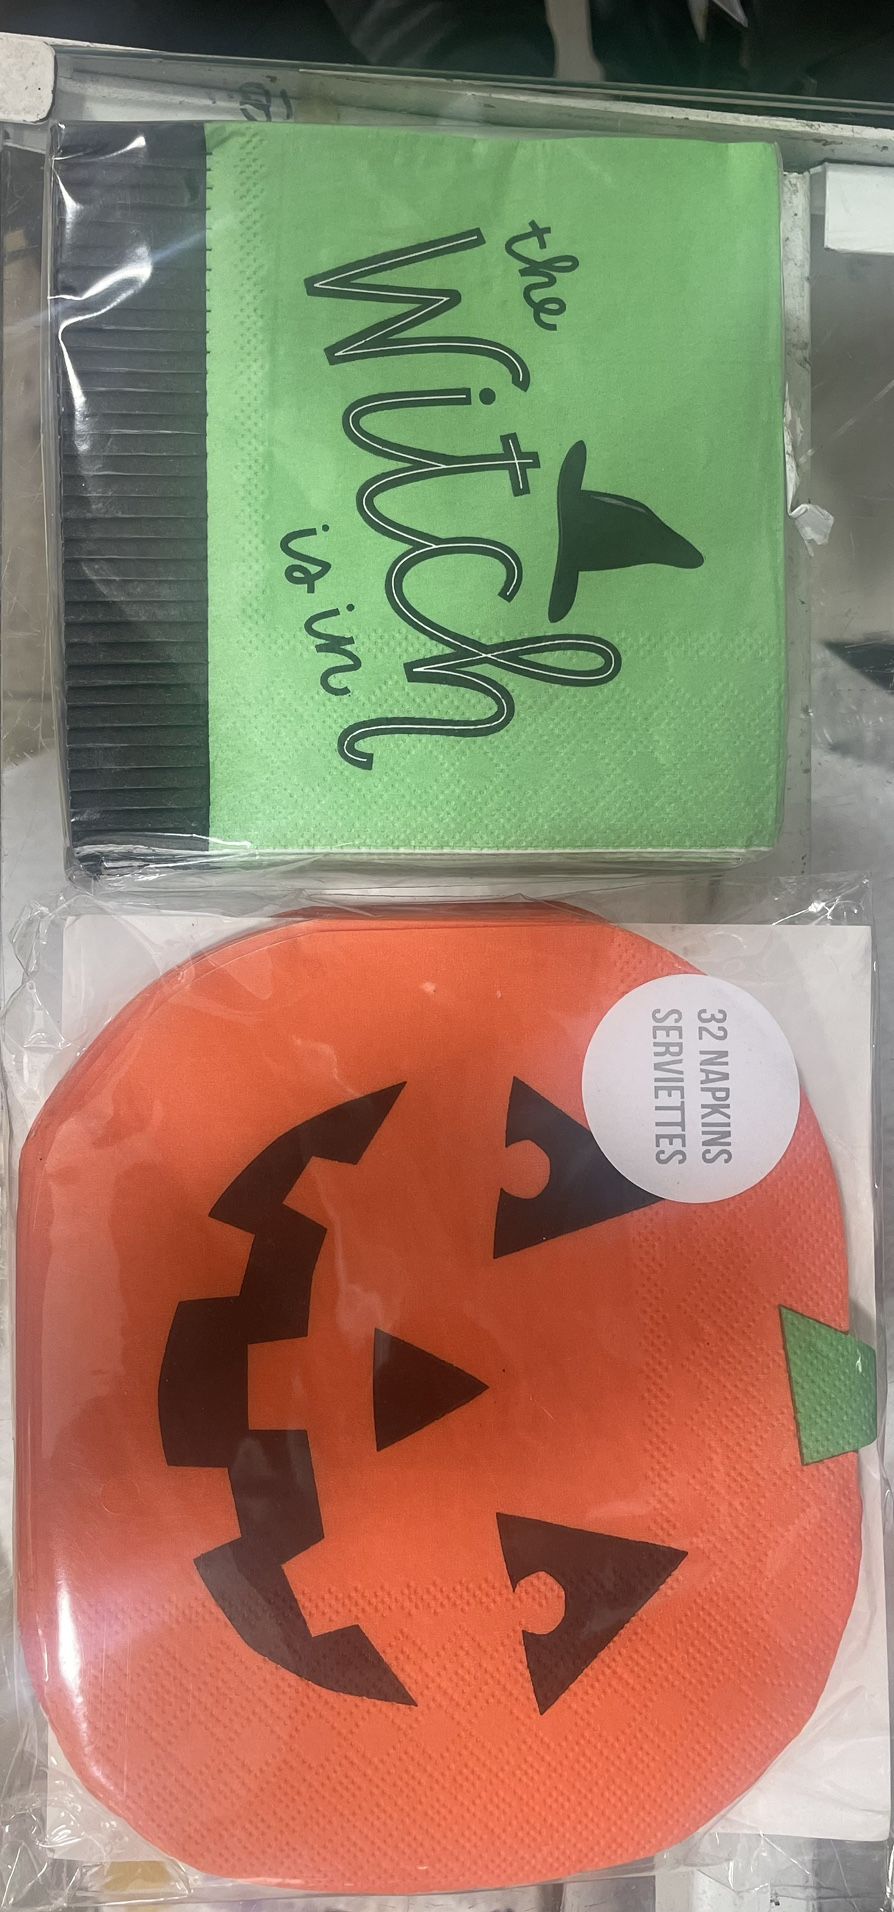 the
Witch
is in
32 NAPKINS
SERVIETTES